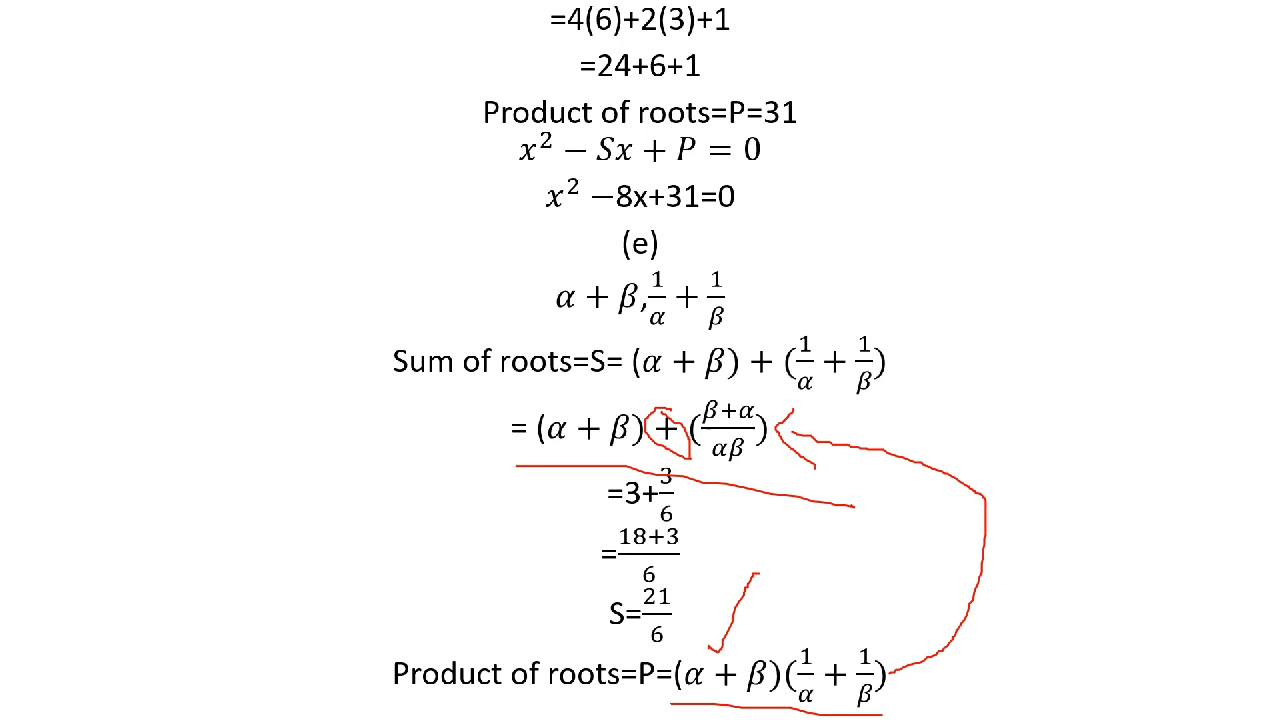 =4(6)+2(3)+1
=24+6+1
Product of roots=P=31
x² − Sx + P = 0
x² −8x+31=0
(e)
α + β,1/α + 1/β
Sum of roots=S= (α + β) + (1/α + 1/β)
= (α + β) + (β+α/αβ)
=3+3/6
=18+3/6
S=21/6
Product of roots=P=(α + β)(1/α + 1/β)